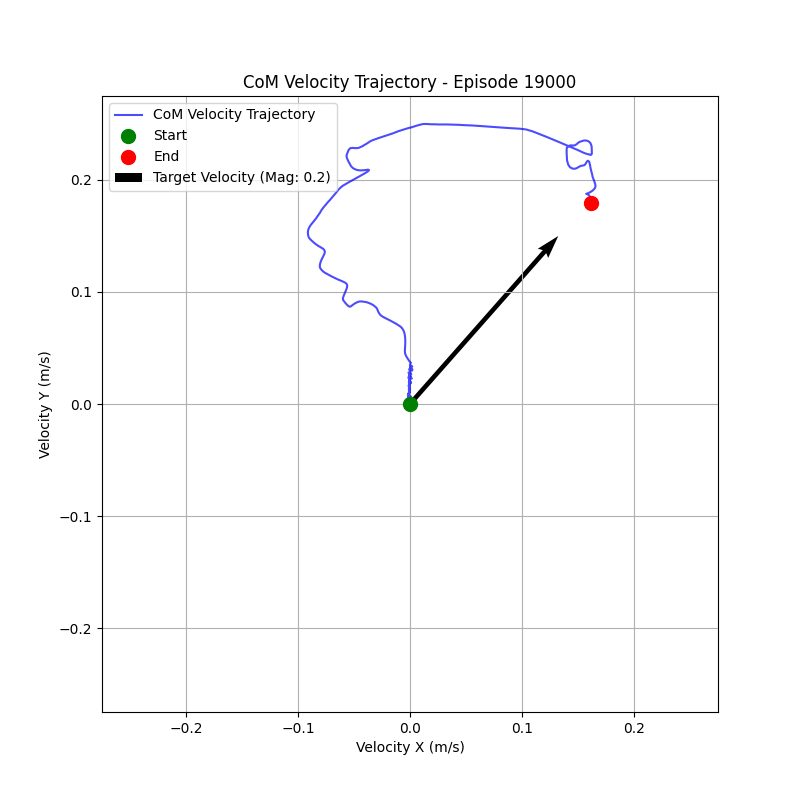 CoM Velocity Trajectory - Episode 19000
CoM Velocity Trajectory
Start
End
Target Velocity (Mag: 0.2)
0.2
0.1
0.0
−0.1
−0.2
Velocity Y (m/s)
−0.2
−0.1
0.0
0.1
0.2
Velocity X (m/s)